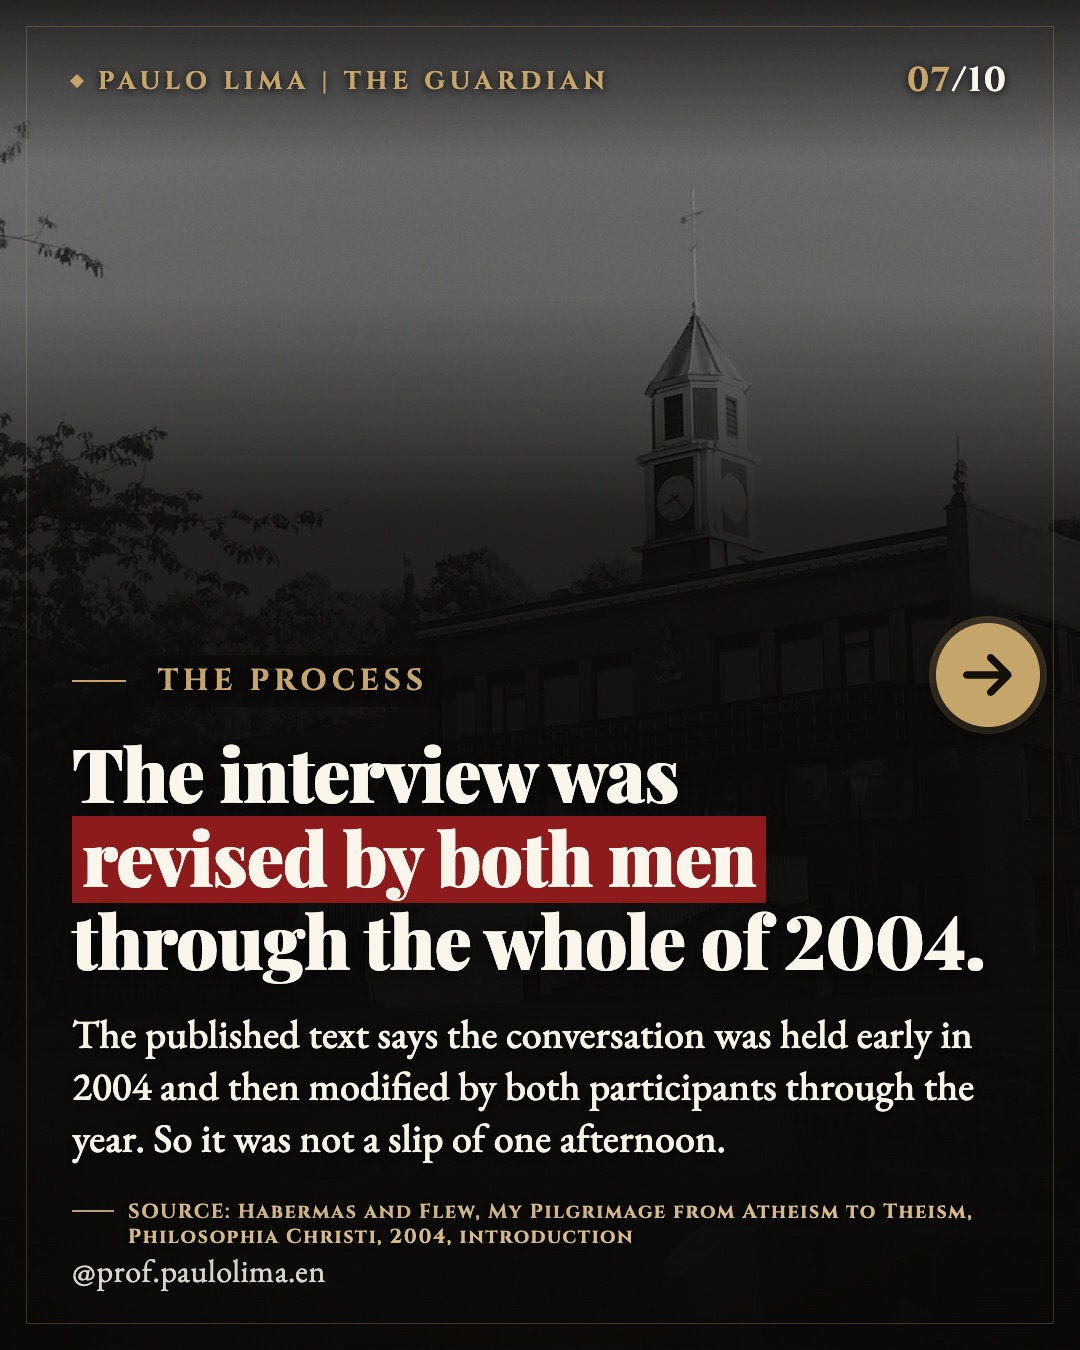 ◆ PAULO LIMA | THE GUARDIAN
07/10
THE PROCESS
The interview was
revised by both men
through the whole of 2004.
The published text says the conversation was held early in
2004 and then modified by both participants through the
year. So it was not a slip of one afternoon.
SOURCE: Habermas and Flew, My Pilgrimage from Atheism to Theism,
Philosophia Christi, 2004, introduction
@prof.paulolima.en